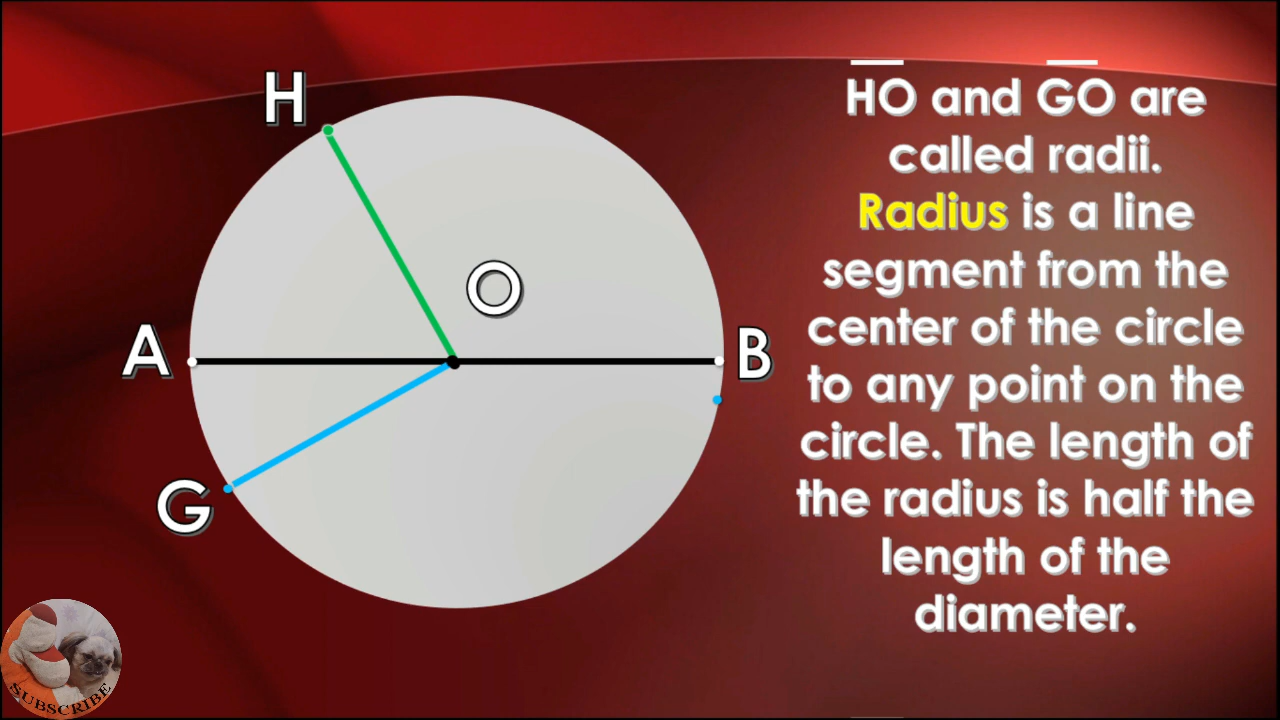 H
O
A
B
G
HO and GO are
called radii.
Radius is a line
segment from the
center of the circle
to any point on the
circle. The length of
the radius is half the
length of the
diameter.
SUBSCRIBE